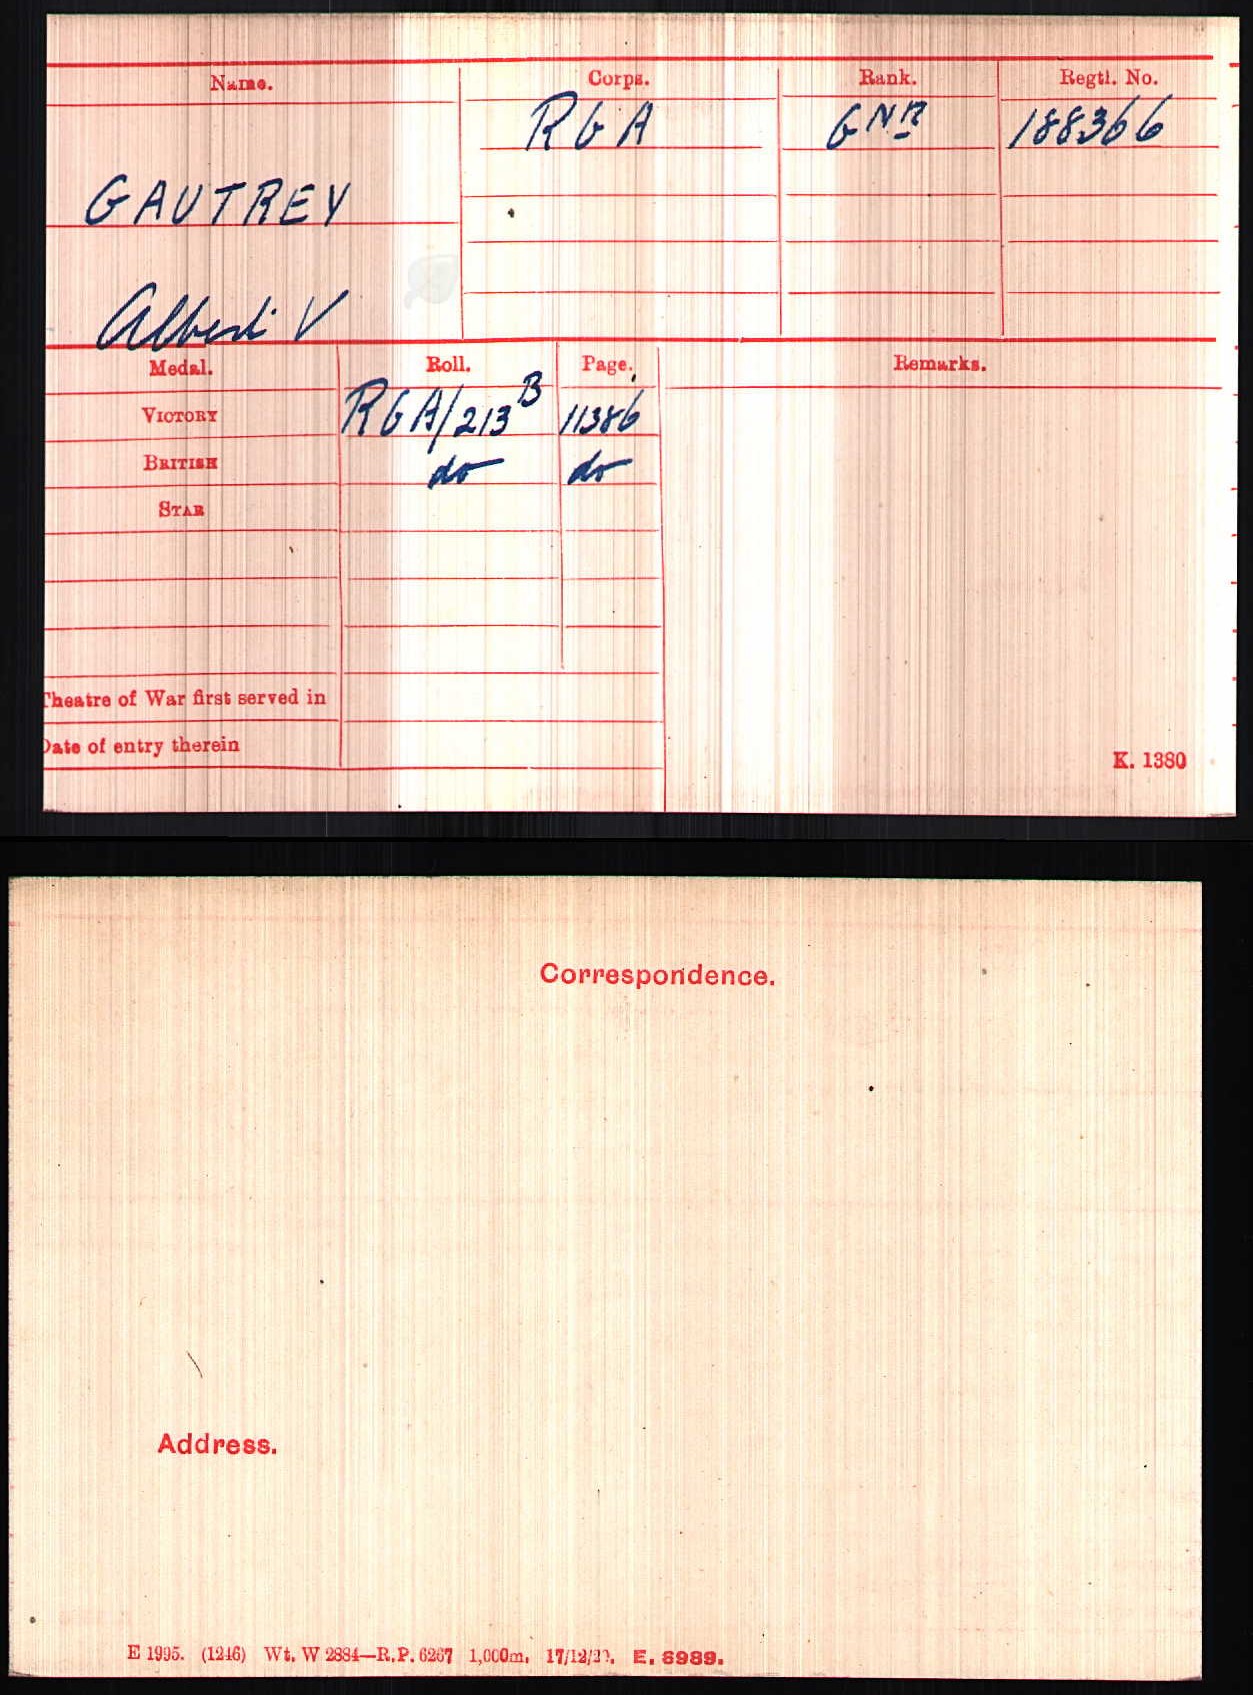 Name. Corps. Rank. Regtl. No.
RGA GNR 188366
GAUTREY
Albert V
Medal. Roll. Page. Remarks.
VICTORY RGA/213B 11386
BRITISH do do
STAR
Theatre of War first served in
Date of entry therein
K. 1380
Correspondence.
Address.
E 1995. (1246) Wt. W 2884—R.P. 6267 1,000m. E. 8989.